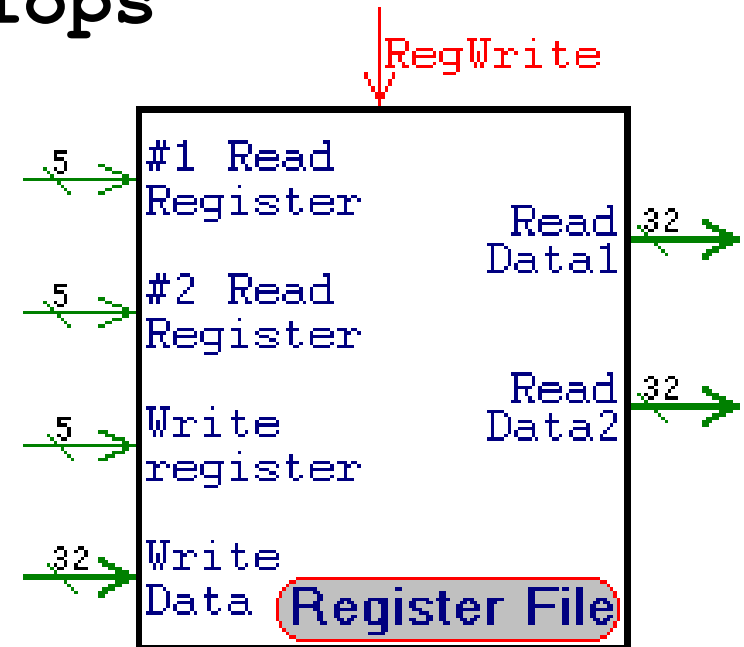 RegWrite
5
#1 Read
Register
Read
Data1
32
5
#2 Read
Register
Read
Data2
32
5
Write
register
32
Write
Data
Register File